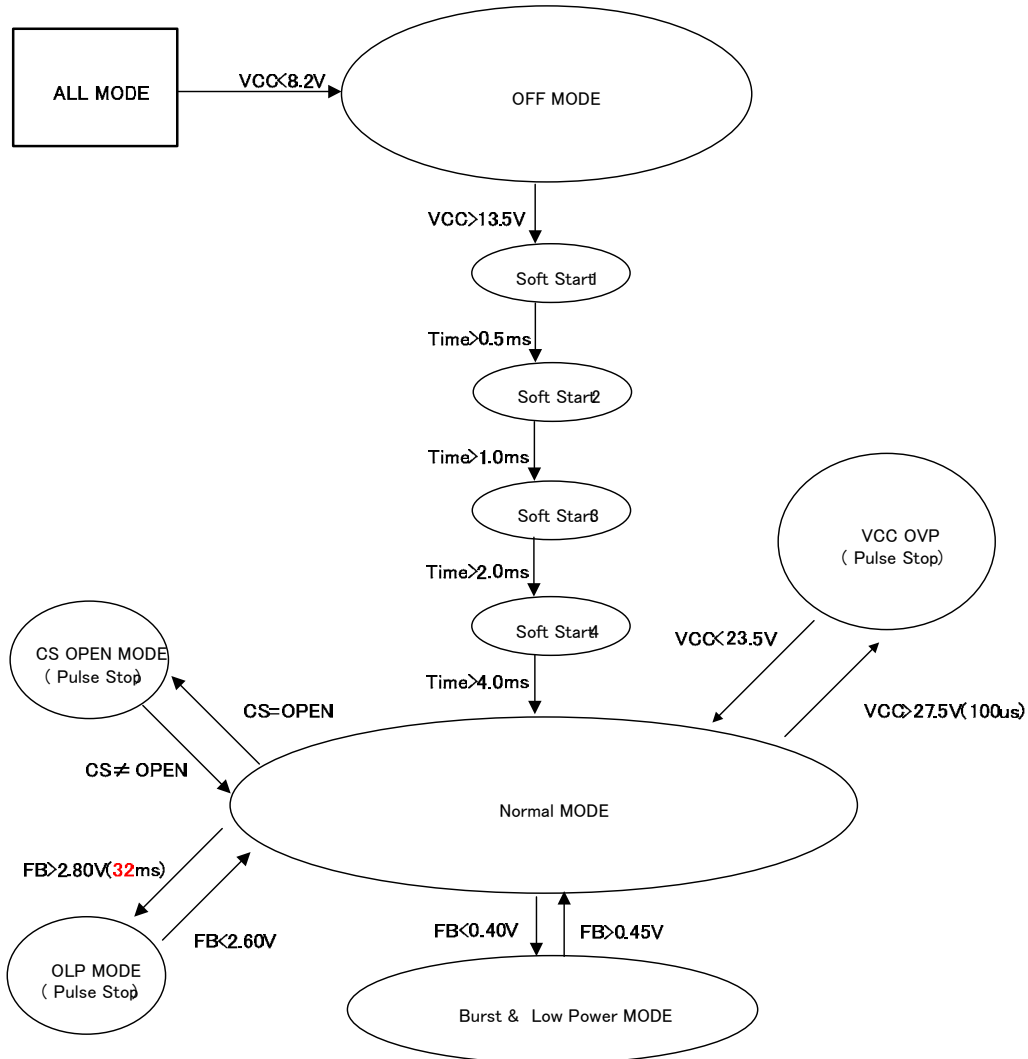 ALL MODE
VCC<8.2V
OFF MODE
VCC>13.5V
Soft Start1
Time>0.5ms
Soft Start2
Time>1.0ms
Soft Start3
VCC OVP
( Pulse Stop)
Time>2.0ms
Soft Start4
VCC<23.5V
CS OPEN MODE
( Pulse Stop)
Time>4.0ms
CS=OPEN
VCC>27.5V(100us)
CS≠ OPEN
Normal MODE
FB>2.80V(32ms)
FB<2.60V
FB<0.40V
FB>0.45V
OLP MODE
( Pulse Stop)
Burst & Low Power MODE